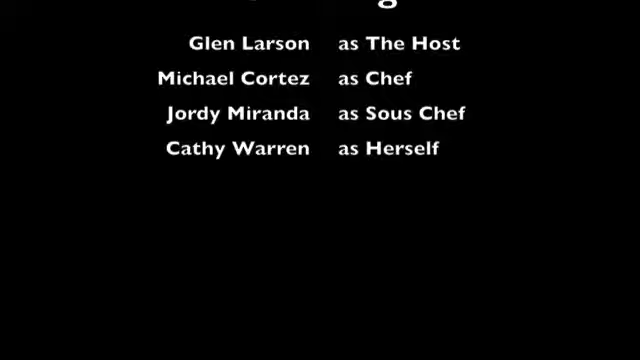 Glen Larson as The Host
Michael Cortez as Chef
Jordy Miranda as Sous Chef
Cathy Warren as Herself